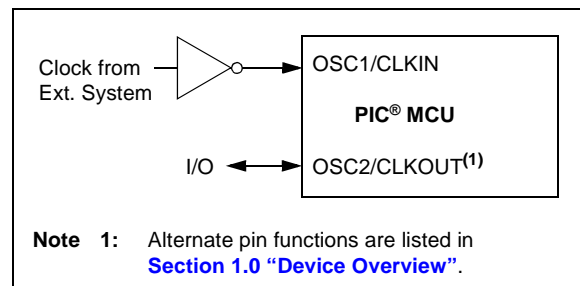 Clock from
Ext. System
OSC1/CLKIN
PIC® MCU
I/O
OSC2/CLKOUT(1)
Note 1: Alternate pin functions are listed in
Section 1.0 “Device Overview”.